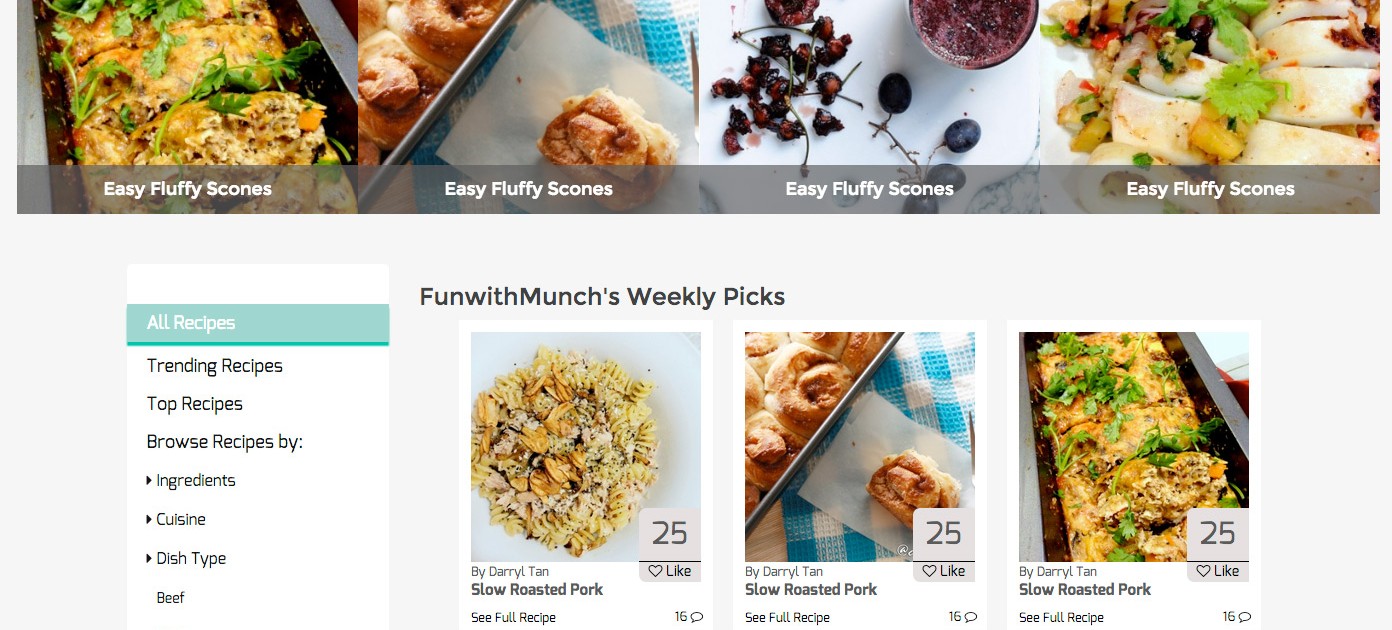 Easy Fluffy Scones
Easy Fluffy Scones
Easy Fluffy Scones
Easy Fluffy Scones
All Recipes
Trending Recipes
Top Recipes
Browse Recipes by:
Ingredients
Cuisine
Dish Type
Beef
FunwithMunch's Weekly Picks
25
Like
By Darryl Tan
Slow Roasted Pork
See Full Recipe
16
25
Like
By Darryl Tan
Slow Roasted Pork
See Full Recipe
16
25
Like
By Darryl Tan
Slow Roasted Pork
See Full Recipe
16